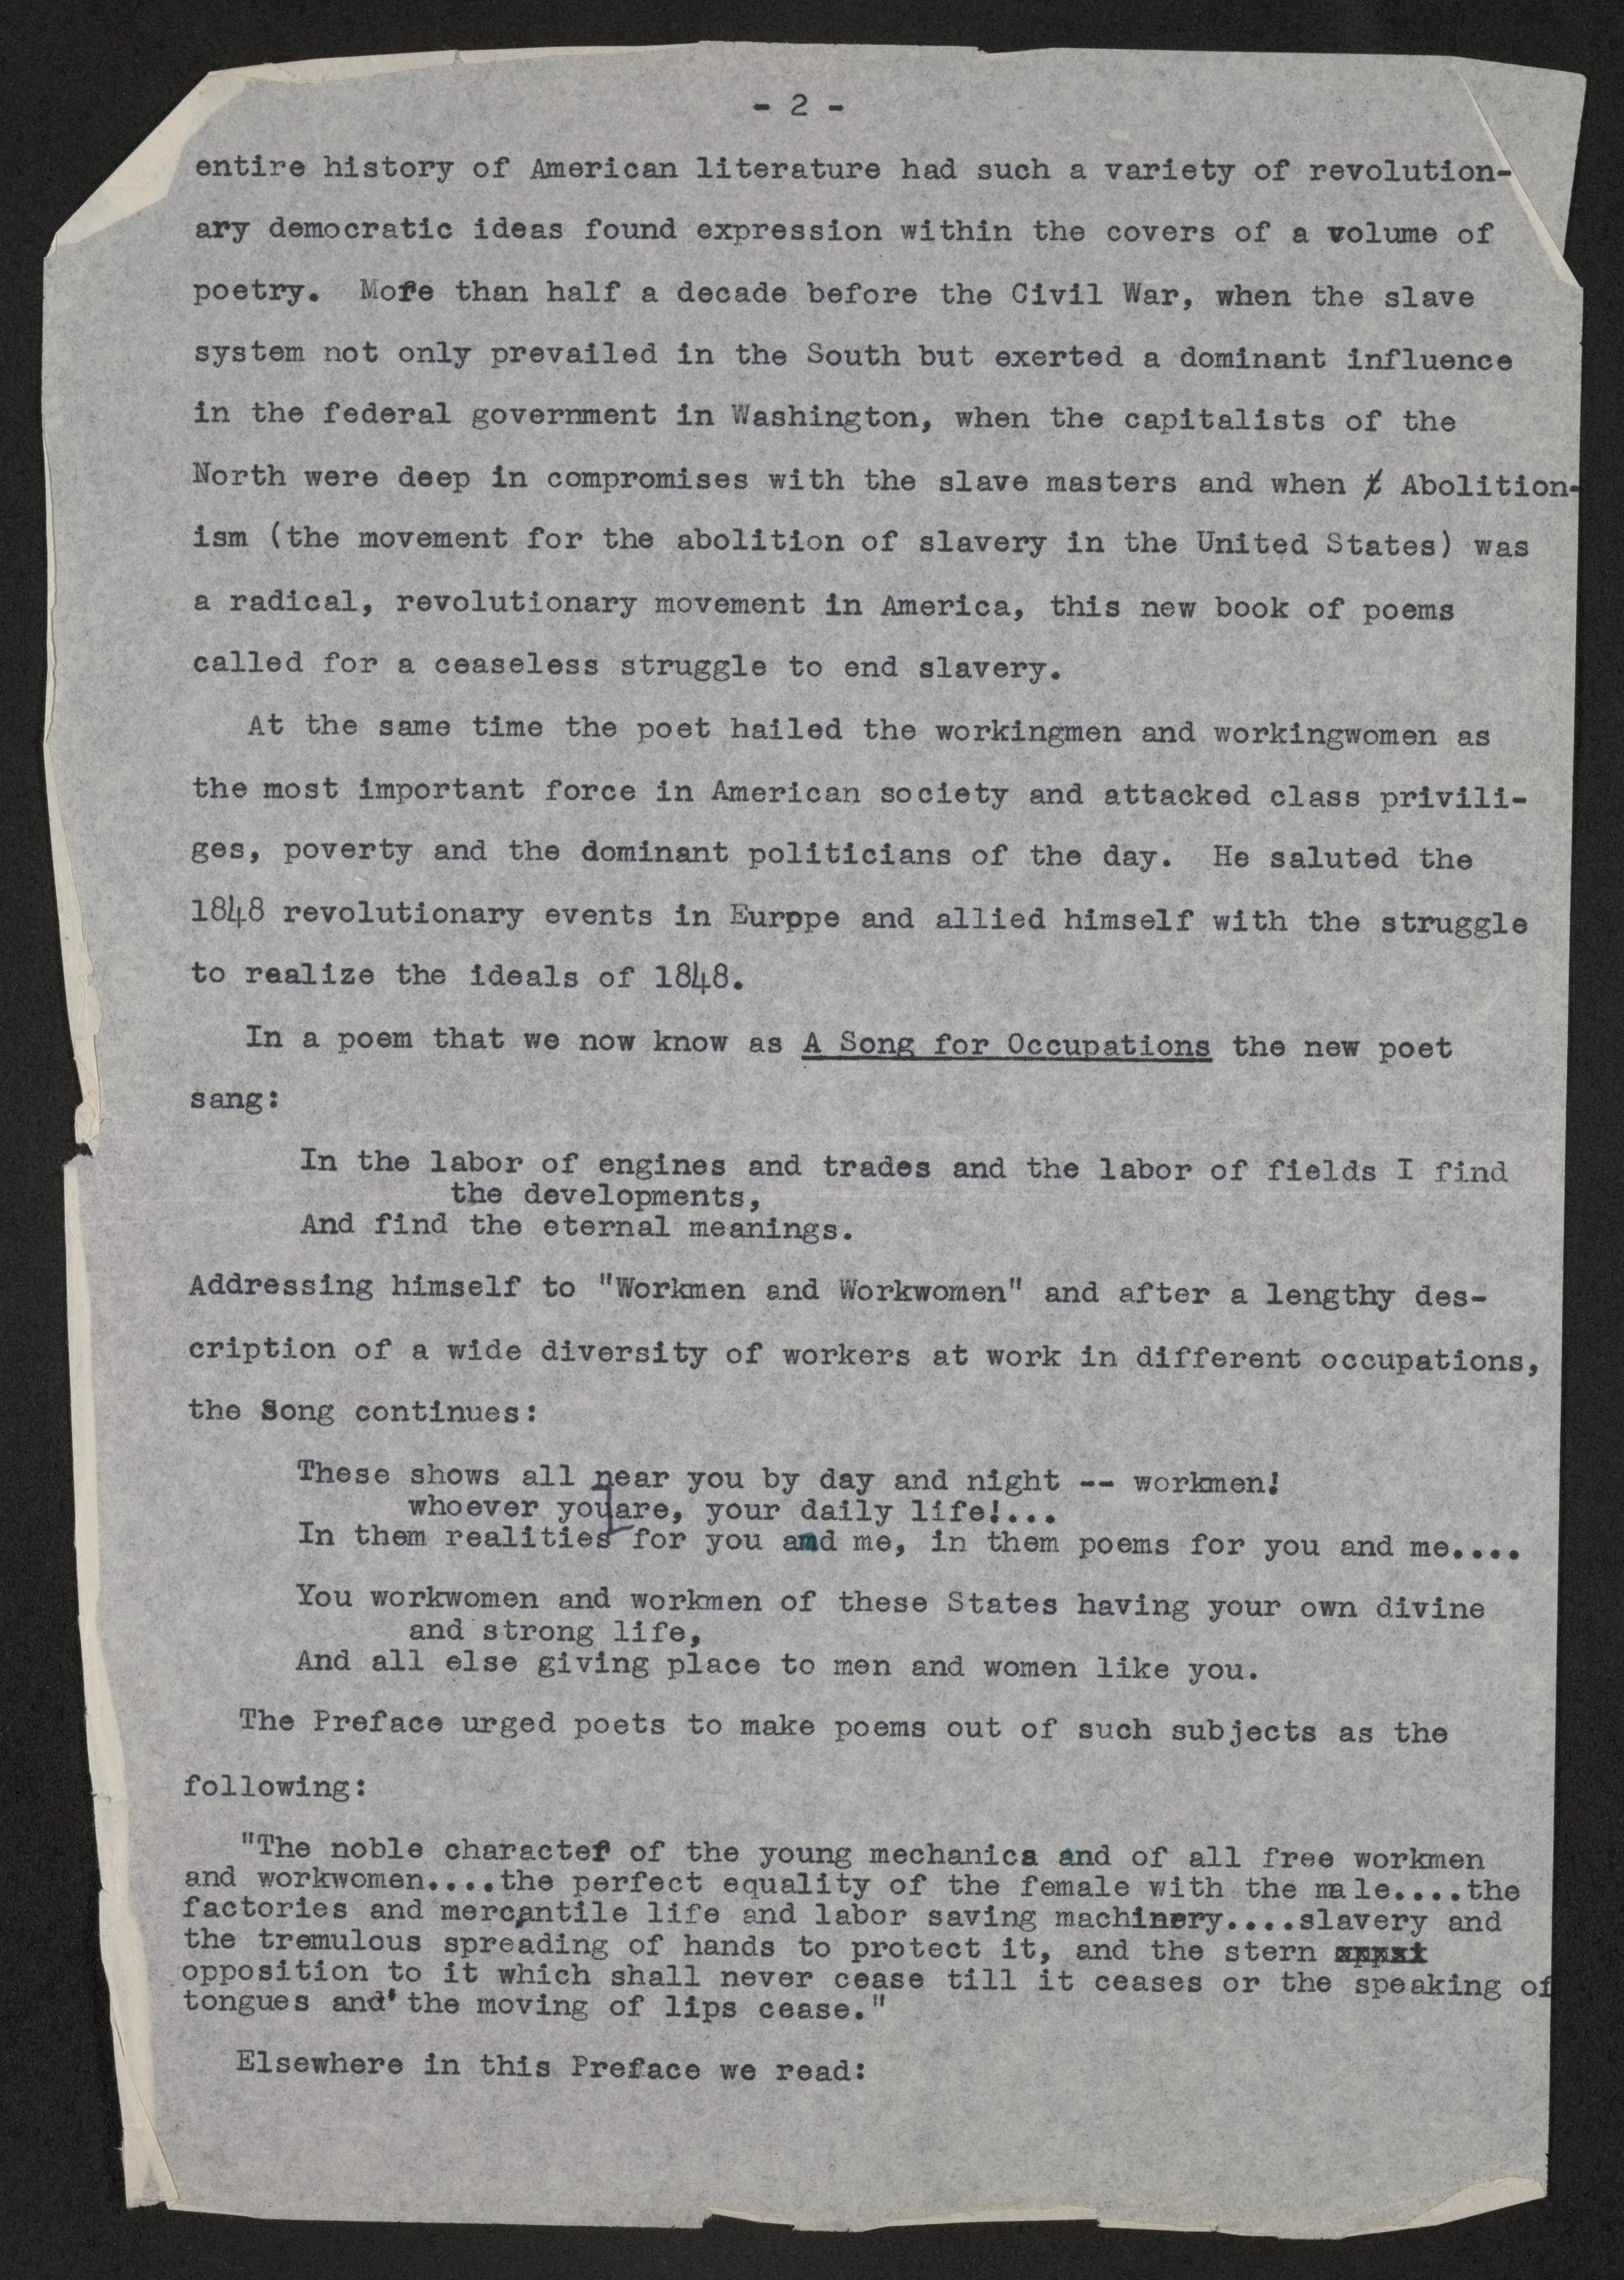 - 2 -
entire history of American literature had such a variety of revolution-
ary democratic ideas found expression within the covers of a volume of
poetry. More than half a decade before the Civil War, when the slave
system not only prevailed in the South but exerted a dominant influence
in the federal government in Washington, when the capitalists of the
North were deep in compromises with the slave masters and when Abolition-
ism (the movement for the abolition of slavery in the United States) was
a radical, revolutionary movement in America, this new book of poems
called for a ceaseless struggle to end slavery.
At the same time the poet hailed the workingmen and workingwomen as
the most important force in American society and attacked class privili-
ges, poverty and the dominant politicians of the day. He saluted the
1848 revolutionary events in Europpe and allied himself with the struggle
to realize the ideals of 1848.
In a poem that we now know as A Song for Occupations the new poet
sang:
In the labor of engines and trades and the labor of fields I find
the developments,
And find the eternal meanings.
Addressing himself to "Workmen and Workwomen" and after a lengthy des-
cription of a wide diversity of workers at work in different occupations,
the Song continues:
These shows all near you by day and night -- workmen!
whoever you are, your daily life!...
In them realities for you and me, in them poems for you and me....
You workwomen and workmen of these States having your own divine
and strong life,
And all else giving place to men and women like you.
The Preface urged poets to make poems out of such subjects as the
following:
"The noble character of the young mechanics and of all free workmen
and workwomen....the perfect equality of the female with the male....the
factories and mercantile life and labor saving machinery....slavery and
the tremulous spreading of hands to protect it, and the stern
opposition to it which shall never cease till it ceases or the speaking of
tongues and the moving of lips cease."
Elsewhere in this Preface we read: